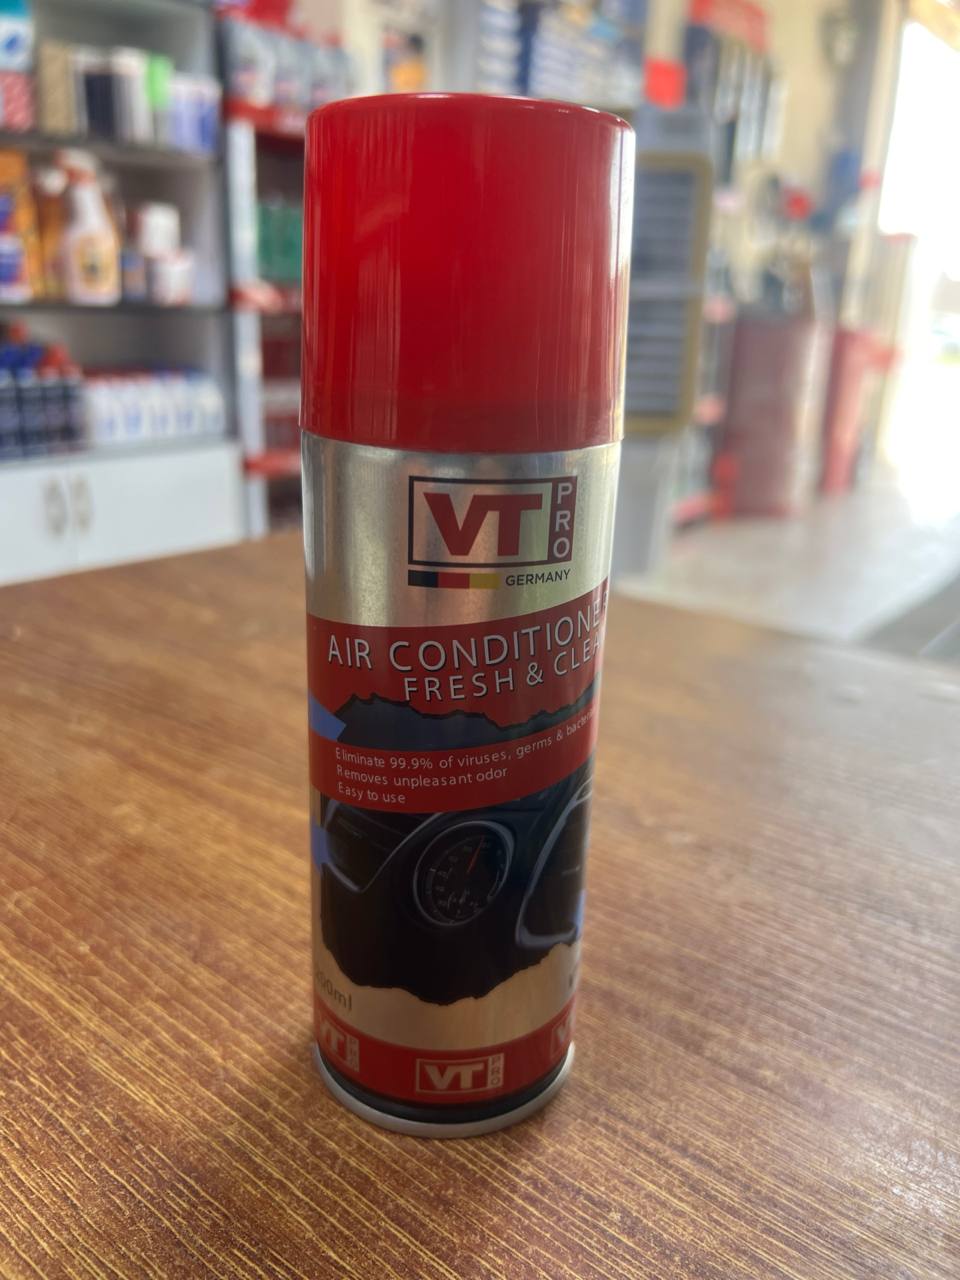 VT PRO
GERMANY
AIR CONDITIONE
FRESH & CLEA
Eliminate 99.9% of viruses, germs & bacteria
Removes unpleasant odor
Easy to use
VT PRO
VT PRO